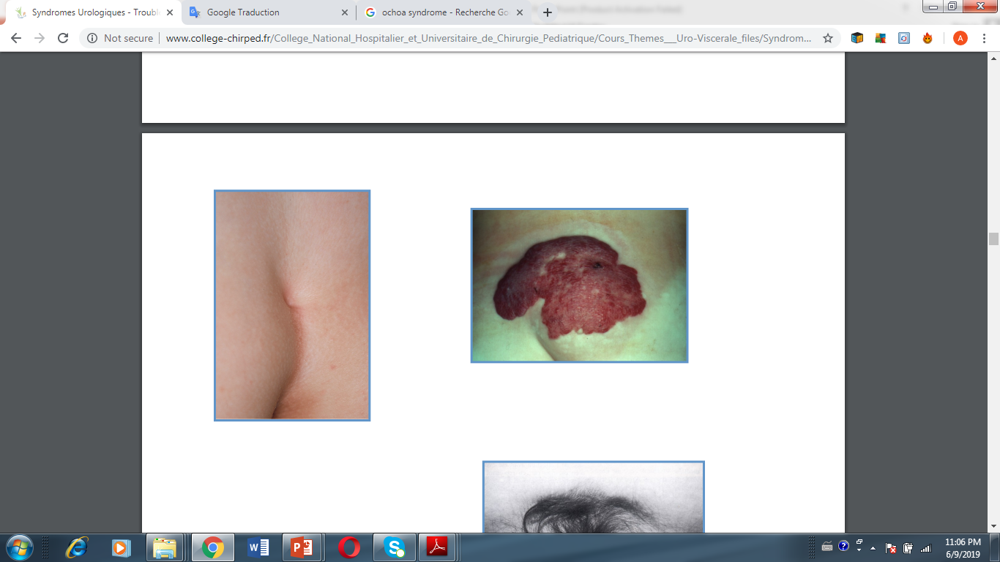 Syndromes Urologiques - Troubl
Google Traduction
ochoa syndrome - Recherche Go
Not secure
www.college-chirped.fr/College_National_Hospitalier_et_Universitaire_de_Chirurgie_Pediatrique/Cours_Themes___Uro-Viscerale_files/Syndrom...
A
11:06 PM
6/9/2019